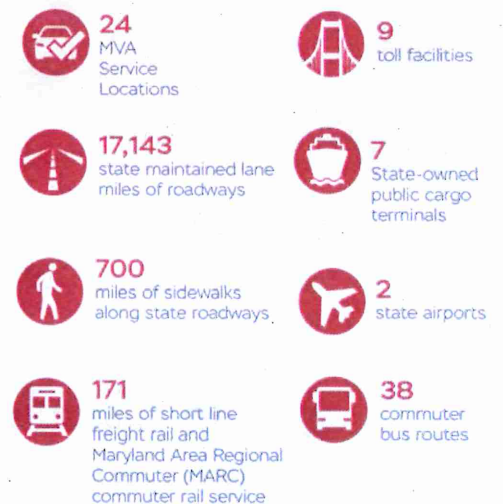 24
MVA
Service
Locations
9
toll facilities
17,143
state maintained lane
miles of roadways
7
State-owned
public cargo
terminals
700
miles of sidewalks
along state roadways
2
state airports
171
miles of short line
freight rail and
Maryland Area Regional
Commuter (MARC)
commuter rail service
38
commuter
bus routes